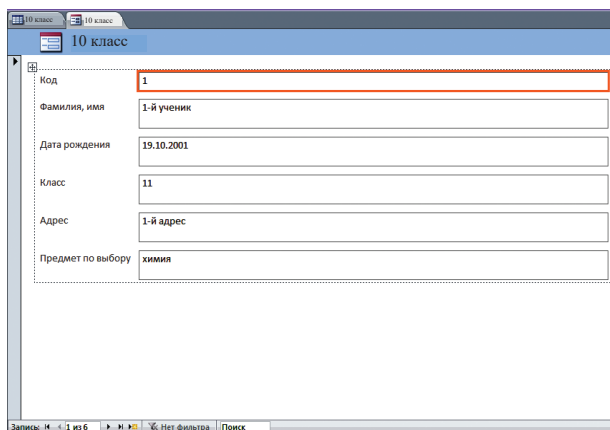 10 класс 10 класс
10 класс
Код 1
Фамилия, имя 1-й ученик
Дата рождения 19.10.2001
Класс 11
Адрес 1-й адрес
Предмет по выбору химия
Запись: 1 из 6 Нет фильтра Поиск